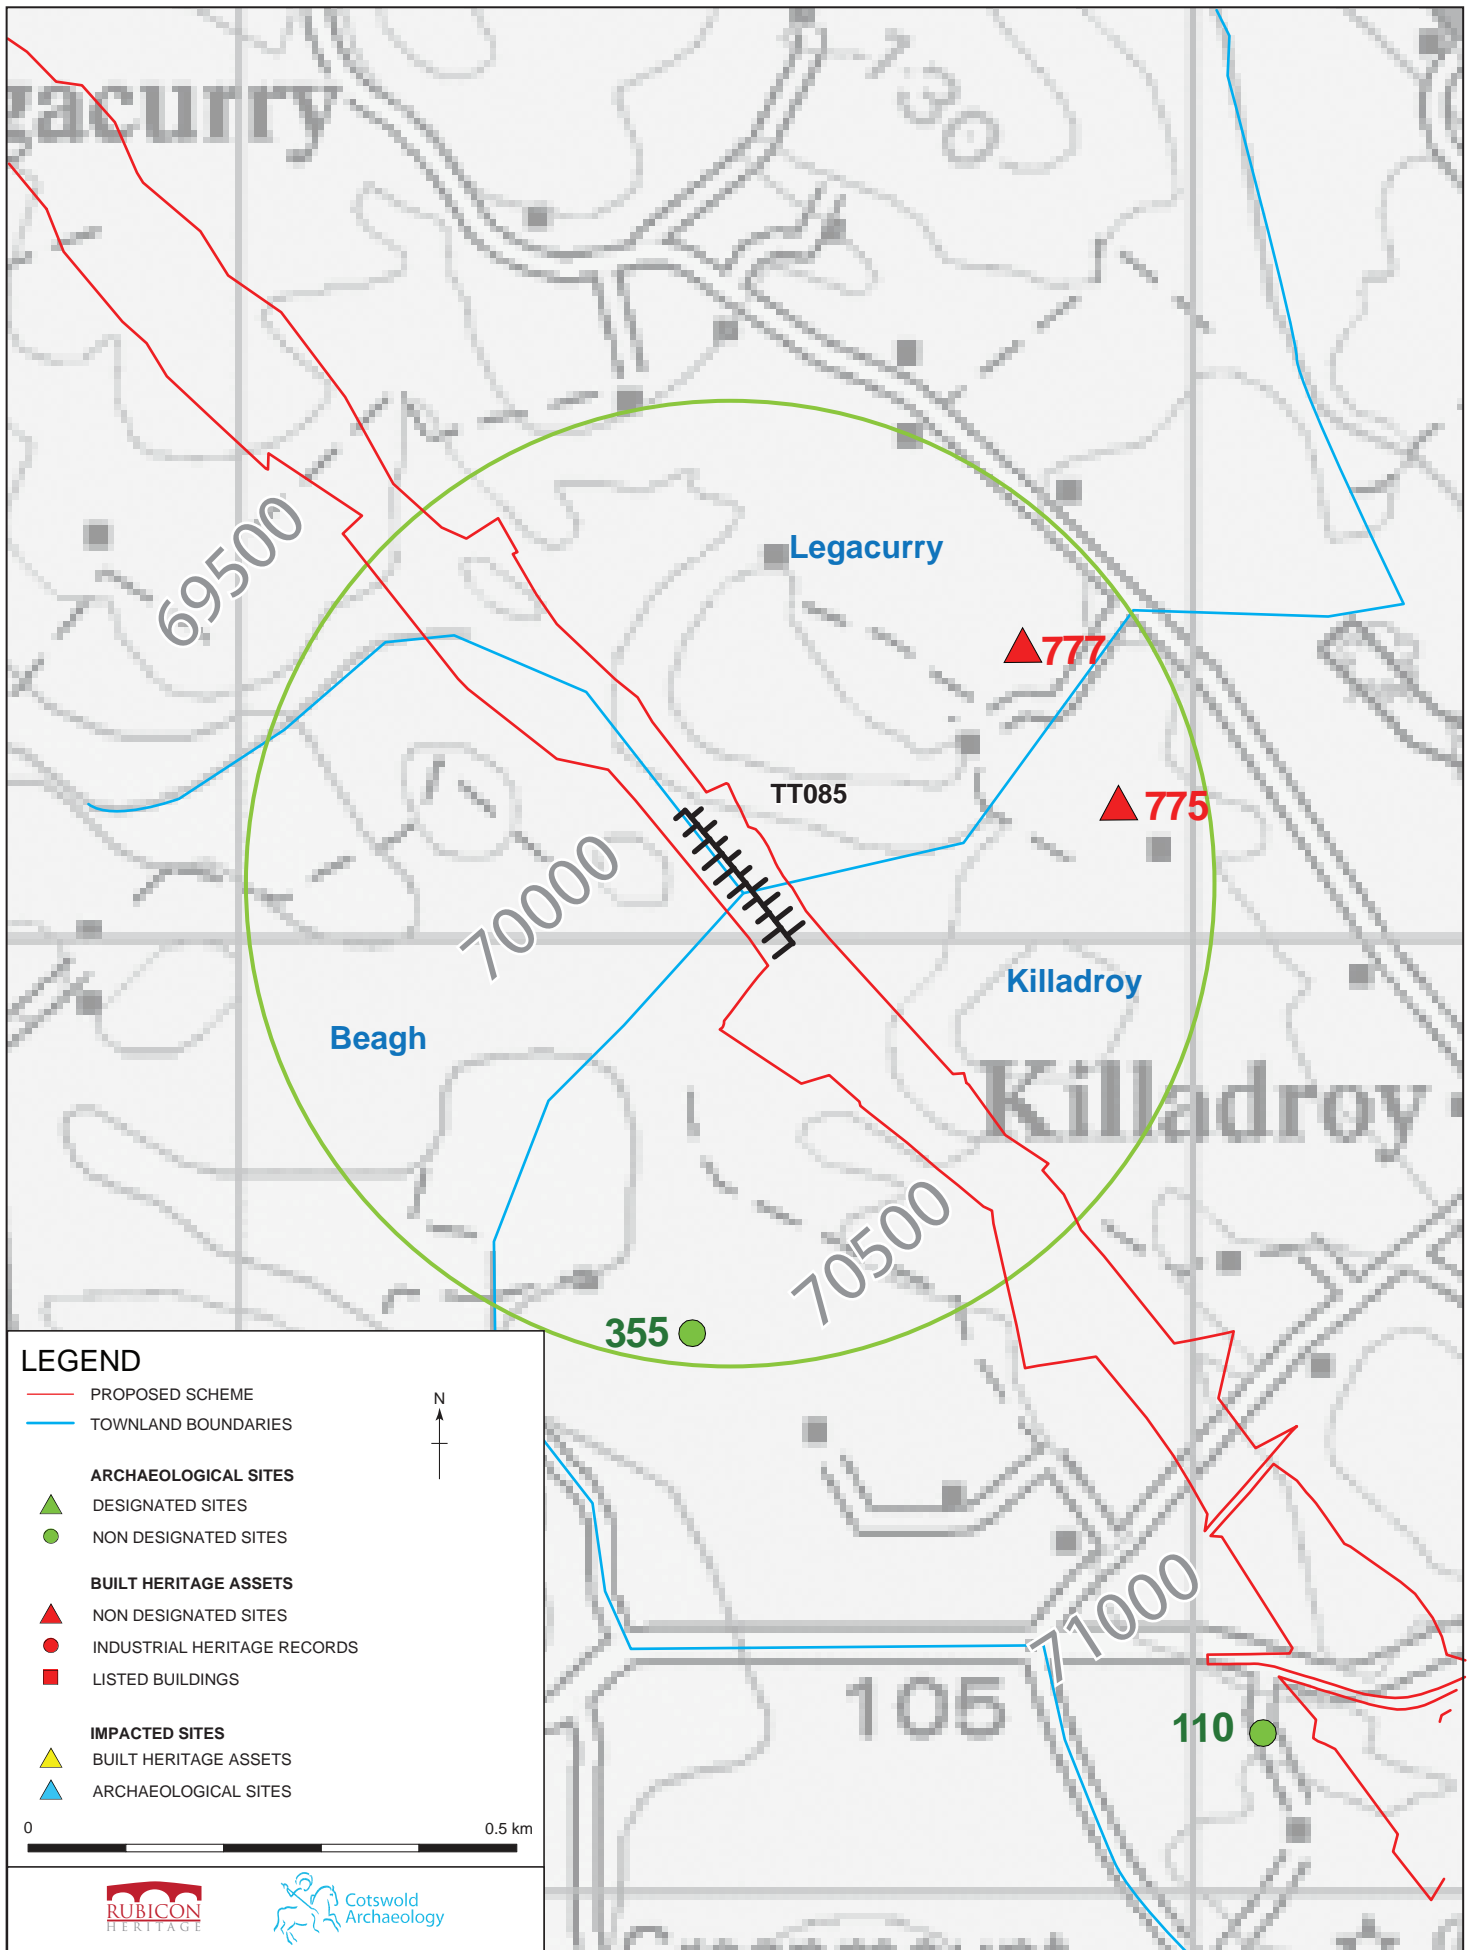 gacurry
130
69500
Legacurry
777
TT085
775
70000
Killadroy
Beagh
Killadroy
70500
355
71000
105
110
LEGEND
PROPOSED SCHEME
N
TOWNLAND BOUNDARIES
ARCHAEOLOGICAL SITES
DESIGNATED SITES
NON DESIGNATED SITES
BUILT HERITAGE ASSETS
NON DESIGNATED SITES
INDUSTRIAL HERITAGE RECORDS
LISTED BUILDINGS
IMPACTED SITES
BUILT HERITAGE ASSETS
ARCHAEOLOGICAL SITES
0 0.5 km
RUBICON
HERITAGE
Cotswold
Archaeology